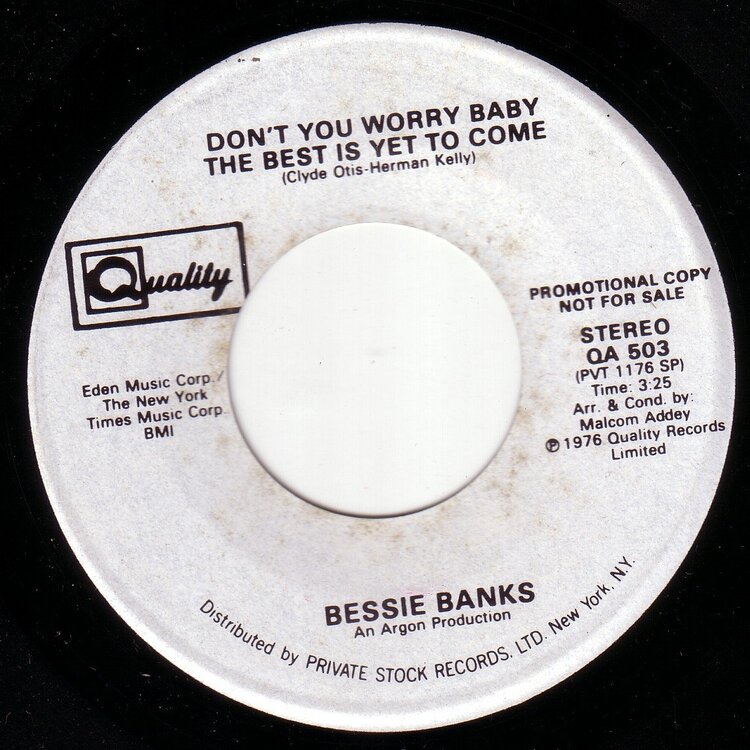 DON'T YOU WORRY BABY
THE BEST IS YET TO COME
(Clyde Otis-Herman Kelly)
Quality
PROMOTIONAL COPY
NOT FOR SALE
STEREO
QA 503
(PVT 1176 SP)
Time: 3:25
Arr. & Cond. by:
Malcom Addey
℗ 1976 Quality Records
Limited
Eden Music Corp./
The New York
Times Music Corp.
BMI
BESSIE BANKS
An Argon Production
Distributed by PRIVATE STOCK RECORDS, LTD. New York, N.Y.